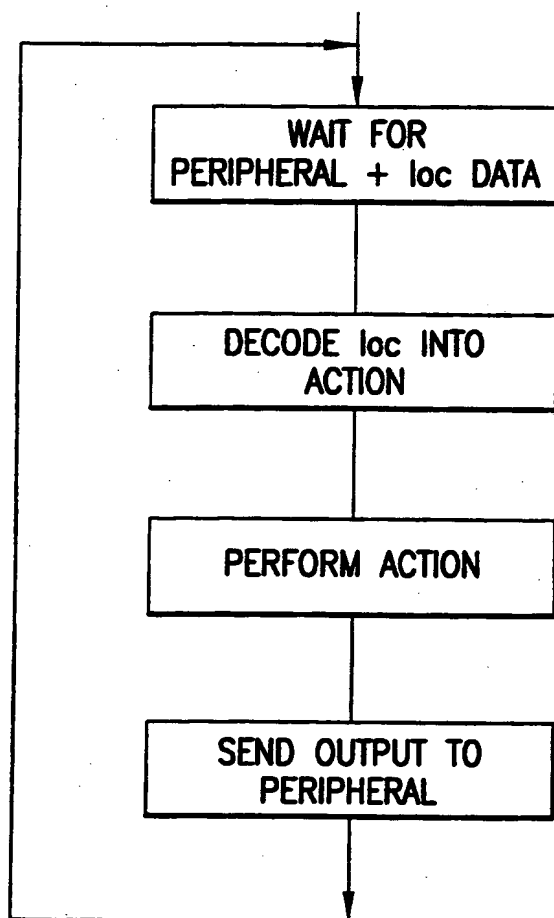 WAIT FOR
PERIPHERAL + loc DATA
DECODE loc INTO
ACTION
PERFORM ACTION
SEND OUTPUT TO
PERIPHERAL